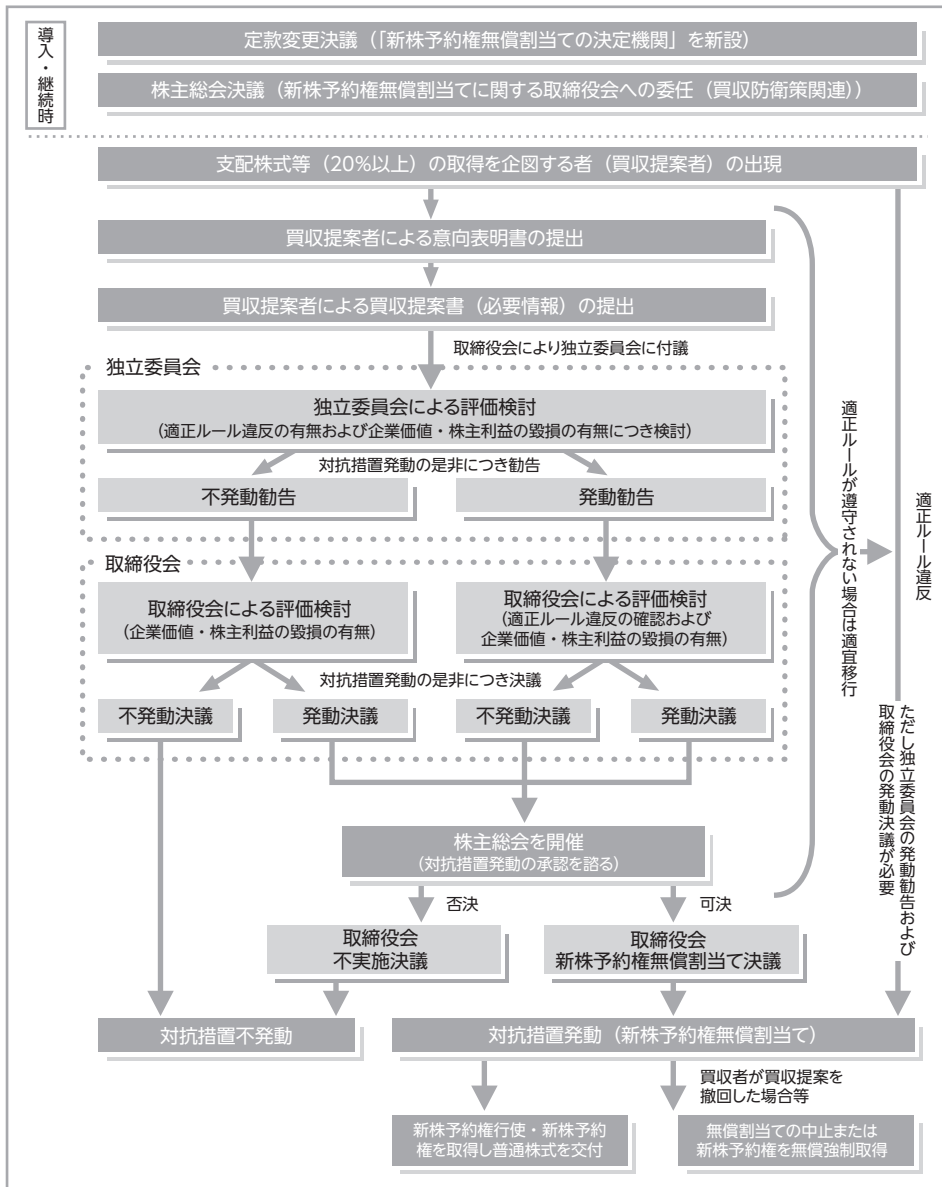 導入・継続時
定款変更決議（「新株予約権無償割当ての決定機関」を新設）
株主総会決議（新株予約権無償割当てに関する取締役会への委任（買収防衛策関連））
支配株式等（20%以上）の取得を企図する者（買収提案者）の出現
買収提案者による意向表明書の提出
買収提案者による買収提案書（必要情報）の提出
取締役会により独立委員会に付議
独立委員会
独立委員会による評価検討
（適正ルール違反の有無および企業価値・株主利益の毀損の有無につき検討）
対抗措置発動の是非につき勧告
不発動勧告
発動勧告
取締役会
取締役会による評価検討
（企業価値・株主利益の毀損の有無）
取締役会による評価検討
（適正ルール違反の確認および
企業価値・株主利益の毀損の有無）
対抗措置発動の是非につき決議
不発動決議
発動決議
不発動決議
発動決議
株主総会を開催
（対抗措置発動の承認を諮る）
否決
可決
取締役会
不実施決議
取締役会
新株予約権無償割当て決議
適正ルールが遵守されない場合は適宜移行
適正ルール違反
ただし独立委員会の発動勧告および
取締役会の発動決議が必要
対抗措置不発動
対抗措置発動（新株予約権無償割当て）
買収者が買収提案を
撤回した場合等
新株予約権行使・新株予約
権を取得し普通株式を交付
無償割当ての中止または
新株予約権を無償強制取得